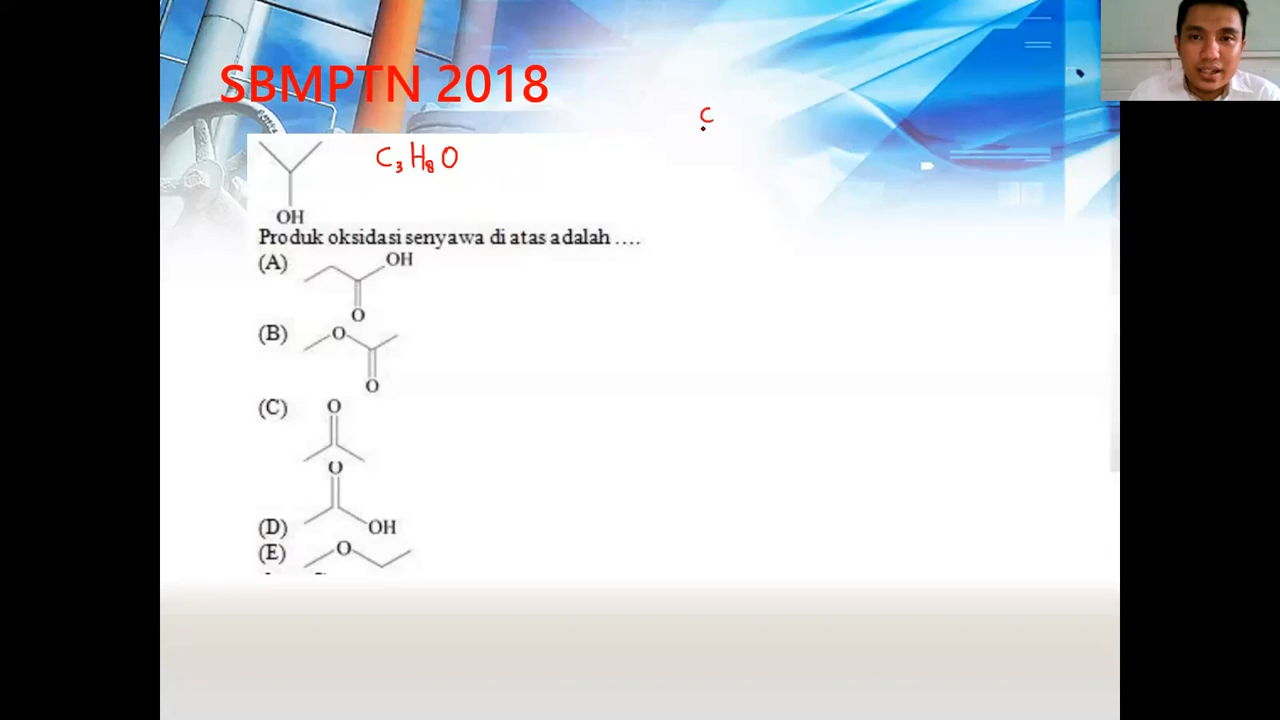 SBMPTN 2018
C
C₃H₈O
OH
Produk oksidasi senyawa di atas adalah ....
(A)
OH
O
(B)
O
O
(C)
O
O
(D)
OH
(E)
O